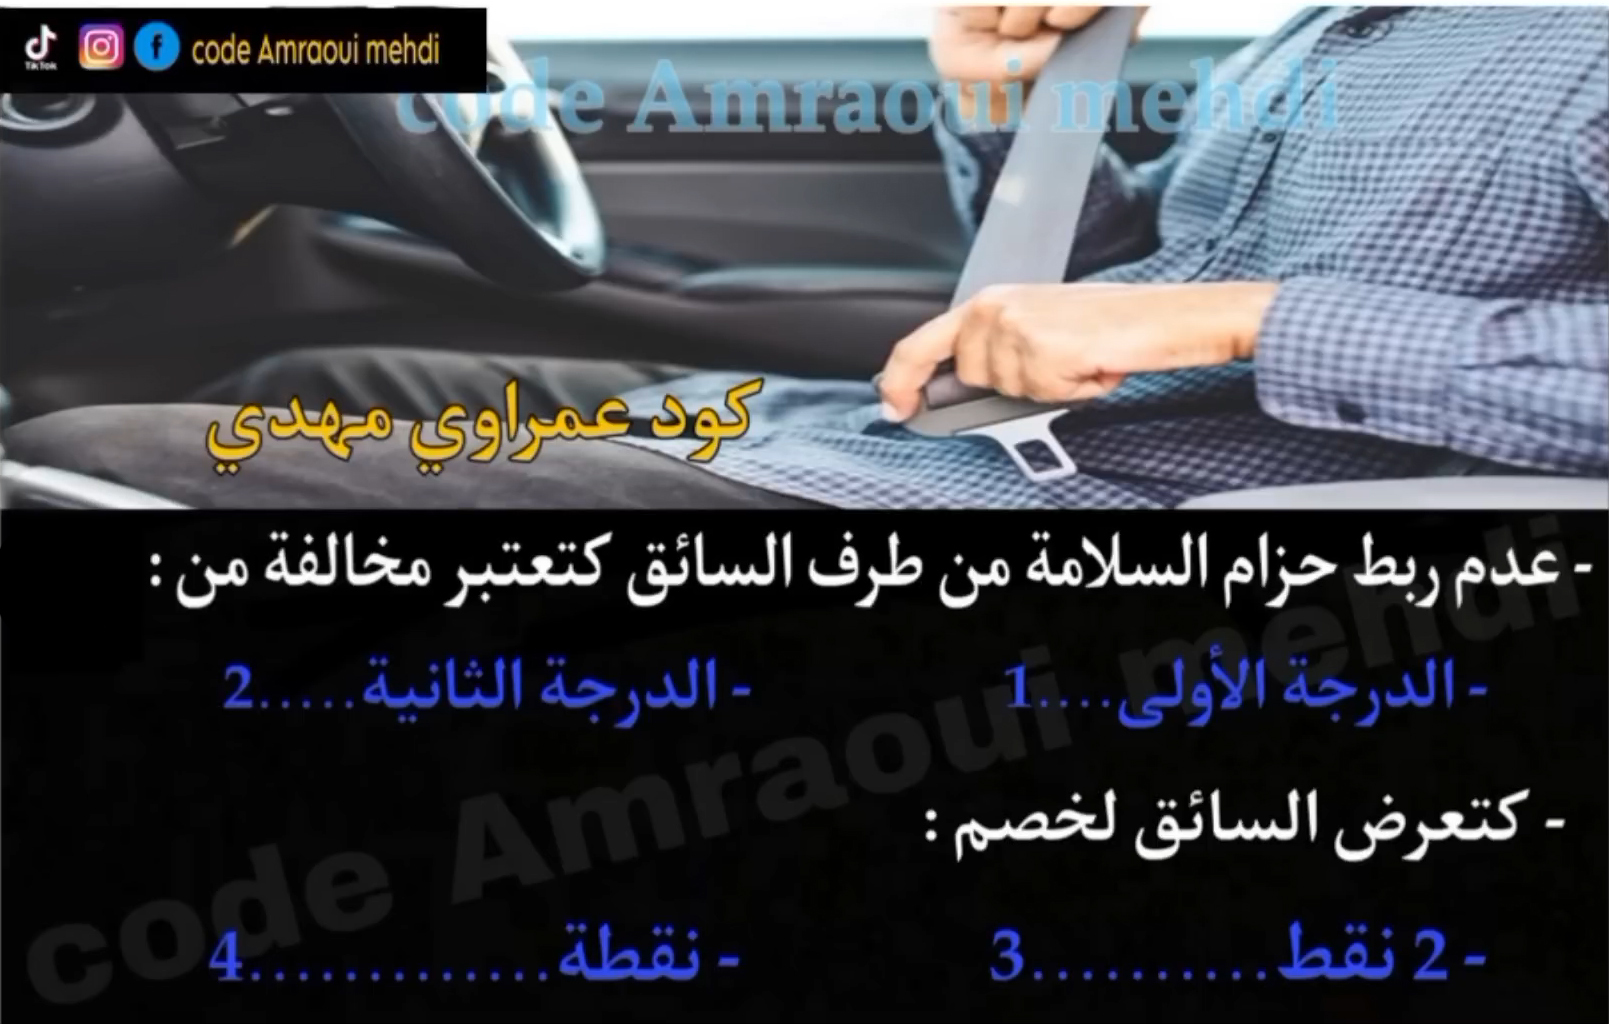 TikTok
code Amraoui mehdi
code Amraoui mehdi
كود عمراوي مهدي
- عدم ربط حزام السلامة من طرف السائق كتعتبر مخالفة من :
- الدرجة الأولى....1 - الدرجة الثانية.....2
- كتعرض السائق لخصم :
- 2 نقط..........3 - نقطة.............4
code Amraoui mehdi